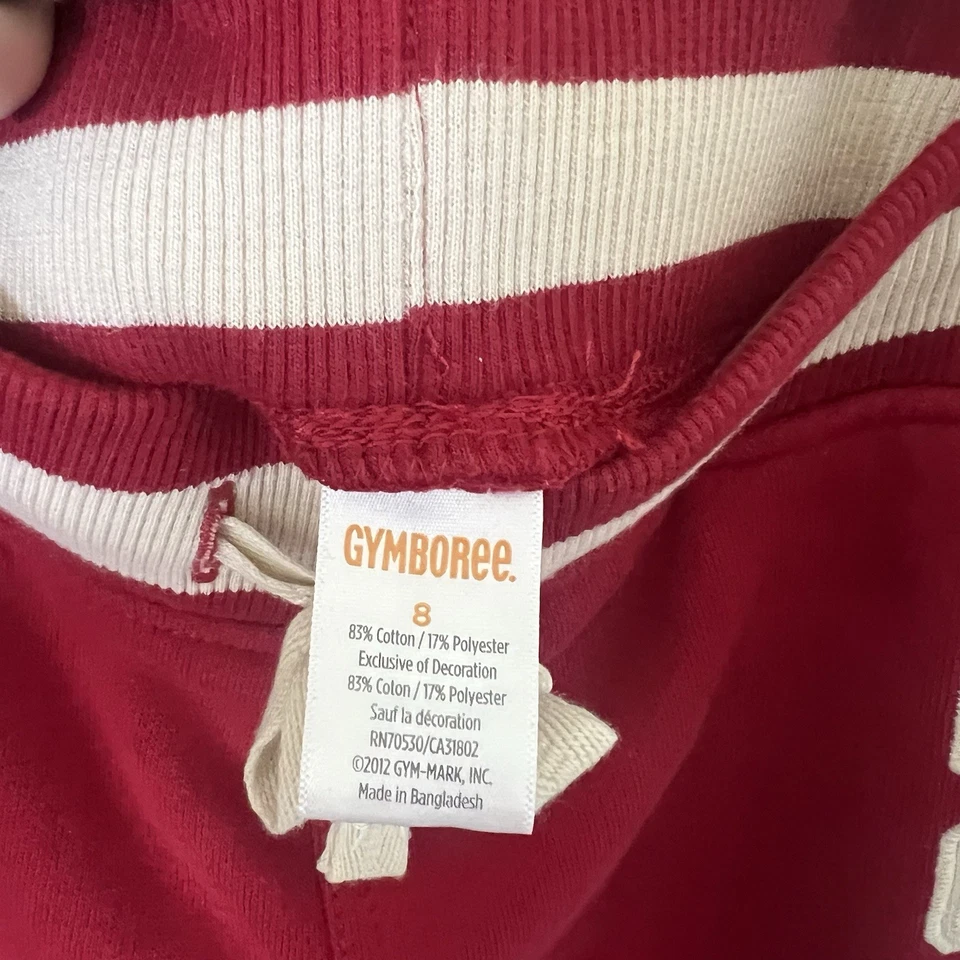 GYMBOREE.
8
83% Cotton / 17% Polyester
Exclusive of Decoration
83% Coton / 17% Polyester
Sauf la décoration
RN70530/CA31802
©2012 GYM-MARK, INC.
Made in Bangladesh